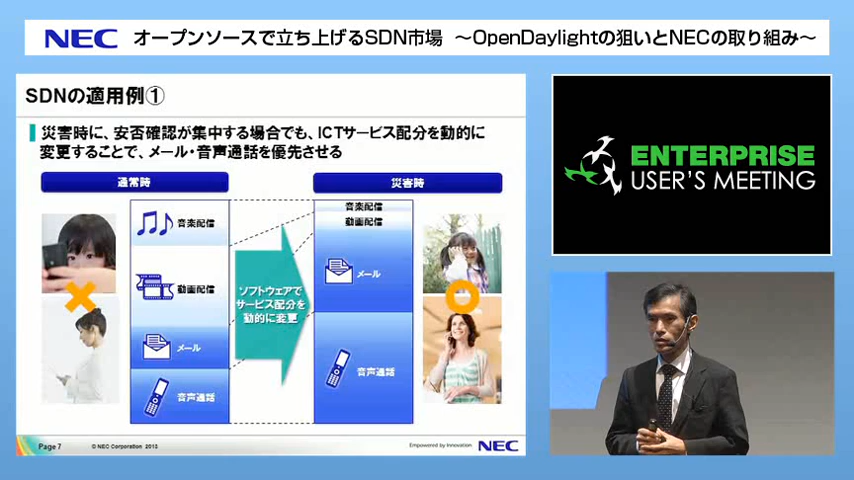 NEC オープンソースで立ち上げるSDN市場 ～OpenDaylightの狙いとNECの取り組み～
SDNの適用例①
災害時に、安否確認が集中する場合でも、ICTサービス配分を動的に
変更することで、メール・音声通話を優先させる
通常時
災害時
音楽配信
動画配信
メール
音声通話
ソフトウェアで
サービス配分を
動的に変更
音楽配信
動画配信
メール
音声通話
Page 7
© NEC Corporation 2013
Empowered by Innovation
NEC
ENTERPRISE
USER'S MEETING